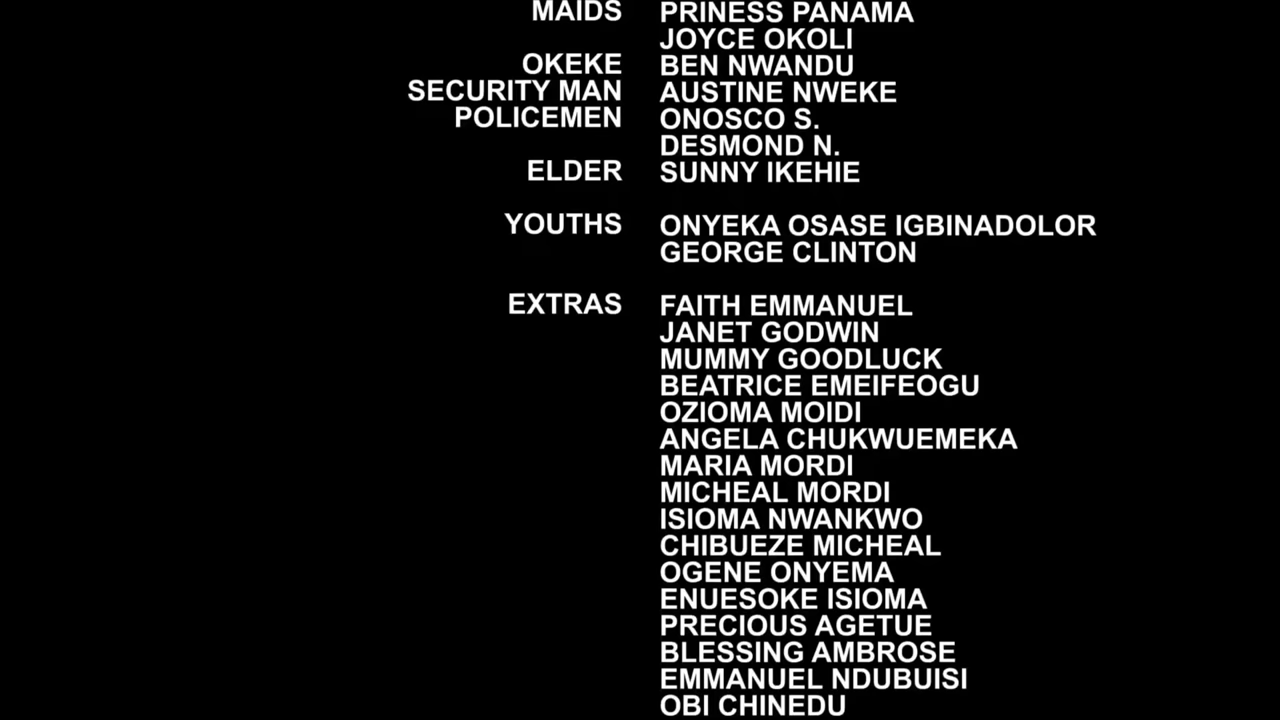 MAIDS PRINESS PANAMA
JOYCE OKOLI
OKEKE BEN NWANDU
SECURITY MAN AUSTINE NWEKE
POLICEMEN ONOSCO S.
DESMOND N.
ELDER SUNNY IKEHIE
YOUTHS ONYEKA OSASE IGBINADOLOR
GEORGE CLINTON
EXTRAS FAITH EMMANUEL
JANET GODWIN
MUMMY GOODLUCK
BEATRICE EMEIFEOGU
OZIOMA MOIDI
ANGELA CHUKWUEMEKA
MARIA MORDI
MICHEAL MORDI
ISIOMA NWANKWO
CHIBUEZE MICHEAL
OGENE ONYEMA
ENUESOKE ISIOMA
PRECIOUS AGETUE
BLESSING AMBROSE
EMMANUEL NDUBUISI
OBI CHINEDU